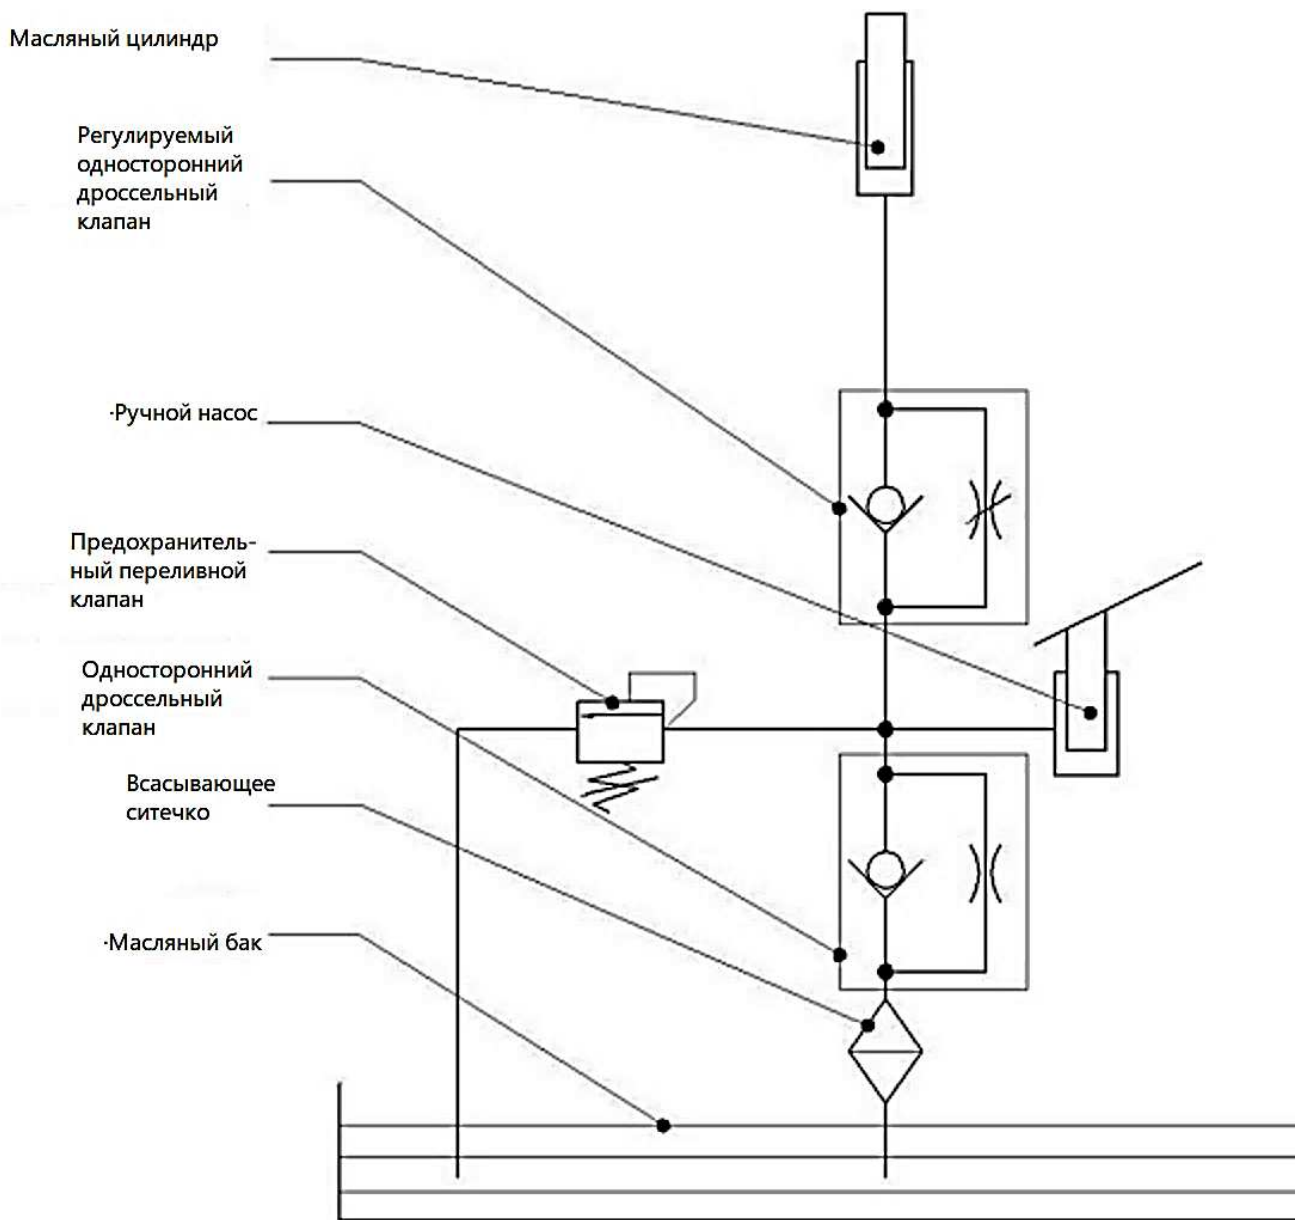 Масляный цилиндр
Регулируемый
односторонний
дроссельный
клапан
·Ручной насос
Предохранитель-
ный переливной
клапан
Односторонний
дроссельный
клапан
Всасывающее
ситечко
·Масляный бак